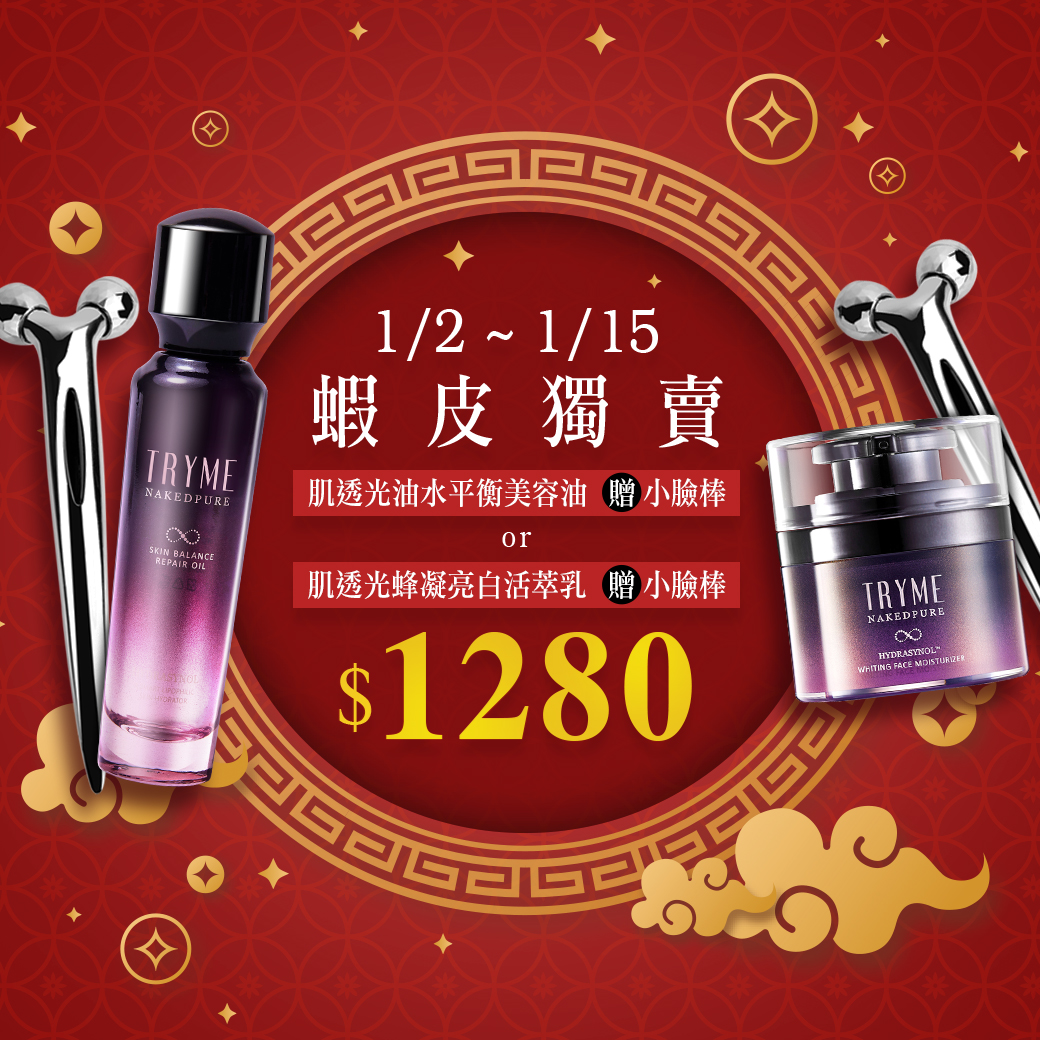 1/2 ~ 1/15
蝦皮獨賣
肌透光油水平衡美容油 贈 小臉棒
or
肌透光蜂凝亮白活萃乳 贈 小臉棒
$1280
TRYME
NAKEDPURE
SKIN BALANCE
REPAIR OIL
TRYME
NAKEDPURE
HYDRASYNOL™
WHITING FACE MOISTURIZER